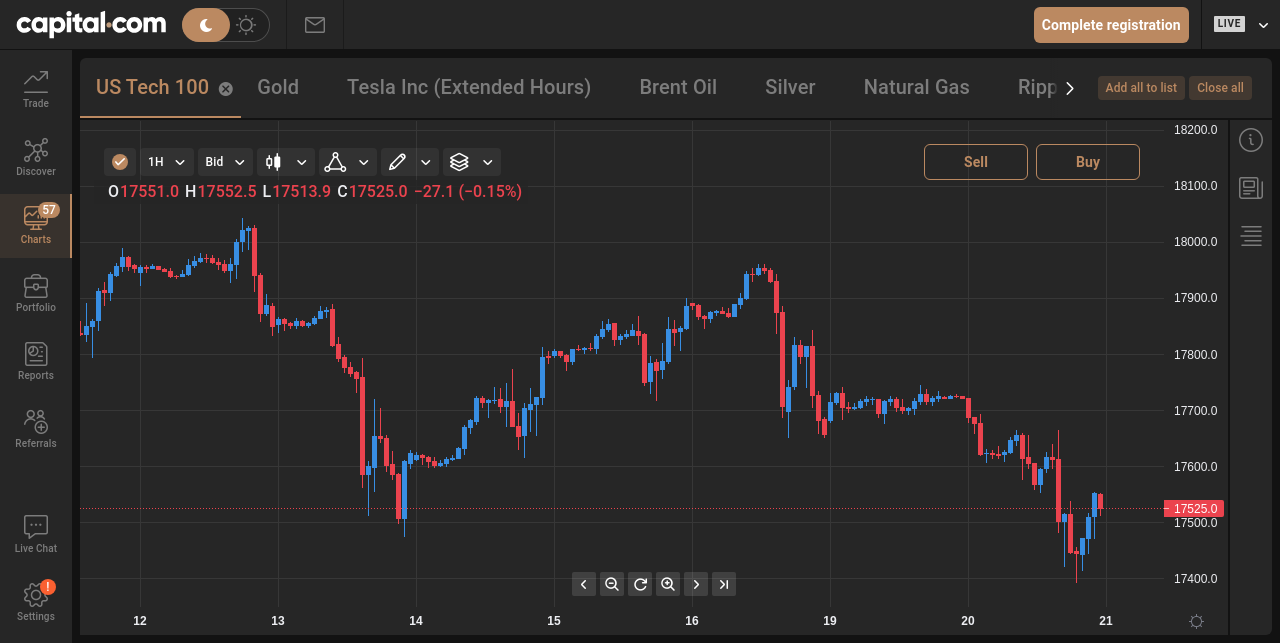 capital.com
Complete registration
LIVE
Trade
Discover
57
Charts
Portfolio
Reports
Referrals
Live Chat
!
Settings
US Tech 100
Gold
Tesla Inc (Extended Hours)
Brent Oil
Silver
Natural Gas
Ripp
Add all to list
Close all
1H
Bid
Sell
Buy
O17551.0 H17552.5 L17513.9 C17525.0 −27.1 (−0.15%)
18200.0
18100.0
18000.0
17900.0
17800.0
17700.0
17600.0
17525.0
17500.0
17400.0
12 13 14 15 16 19 20 21